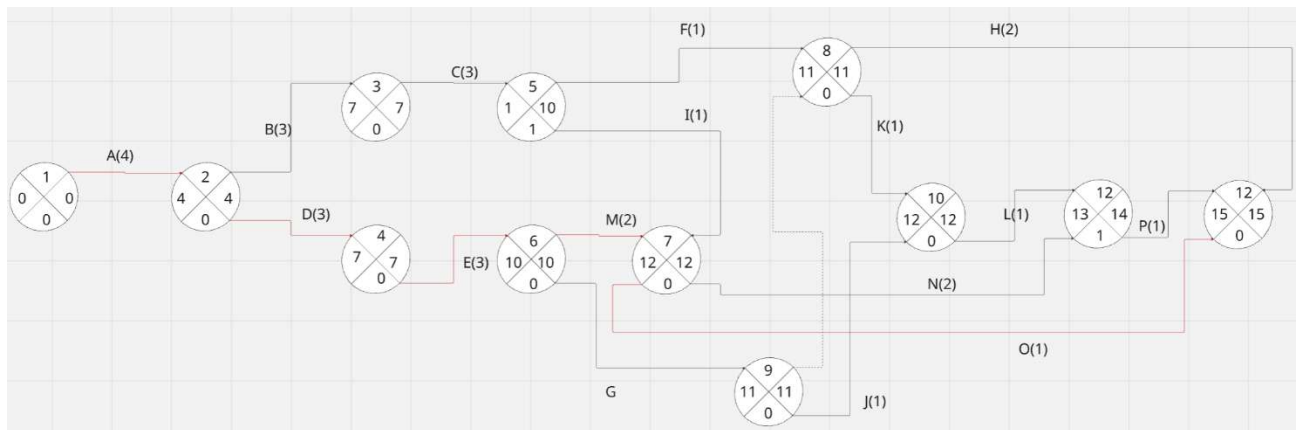 F(1)
H(2)
8
11 11
0
C(3)
3
7 7
0
5
1 10
1
I(1)
K(1)
B(3)
A(4)
1
0 0
0
2
4 4
0
D(3)
M(2)
10
12 12
0
L(1)
12
13 14
1
P(1)
12
15 15
0
4
7 7
0
E(3)
6
10 10
0
7
12 12
0
N(2)
O(1)
9
11 11
0
G
J(1)